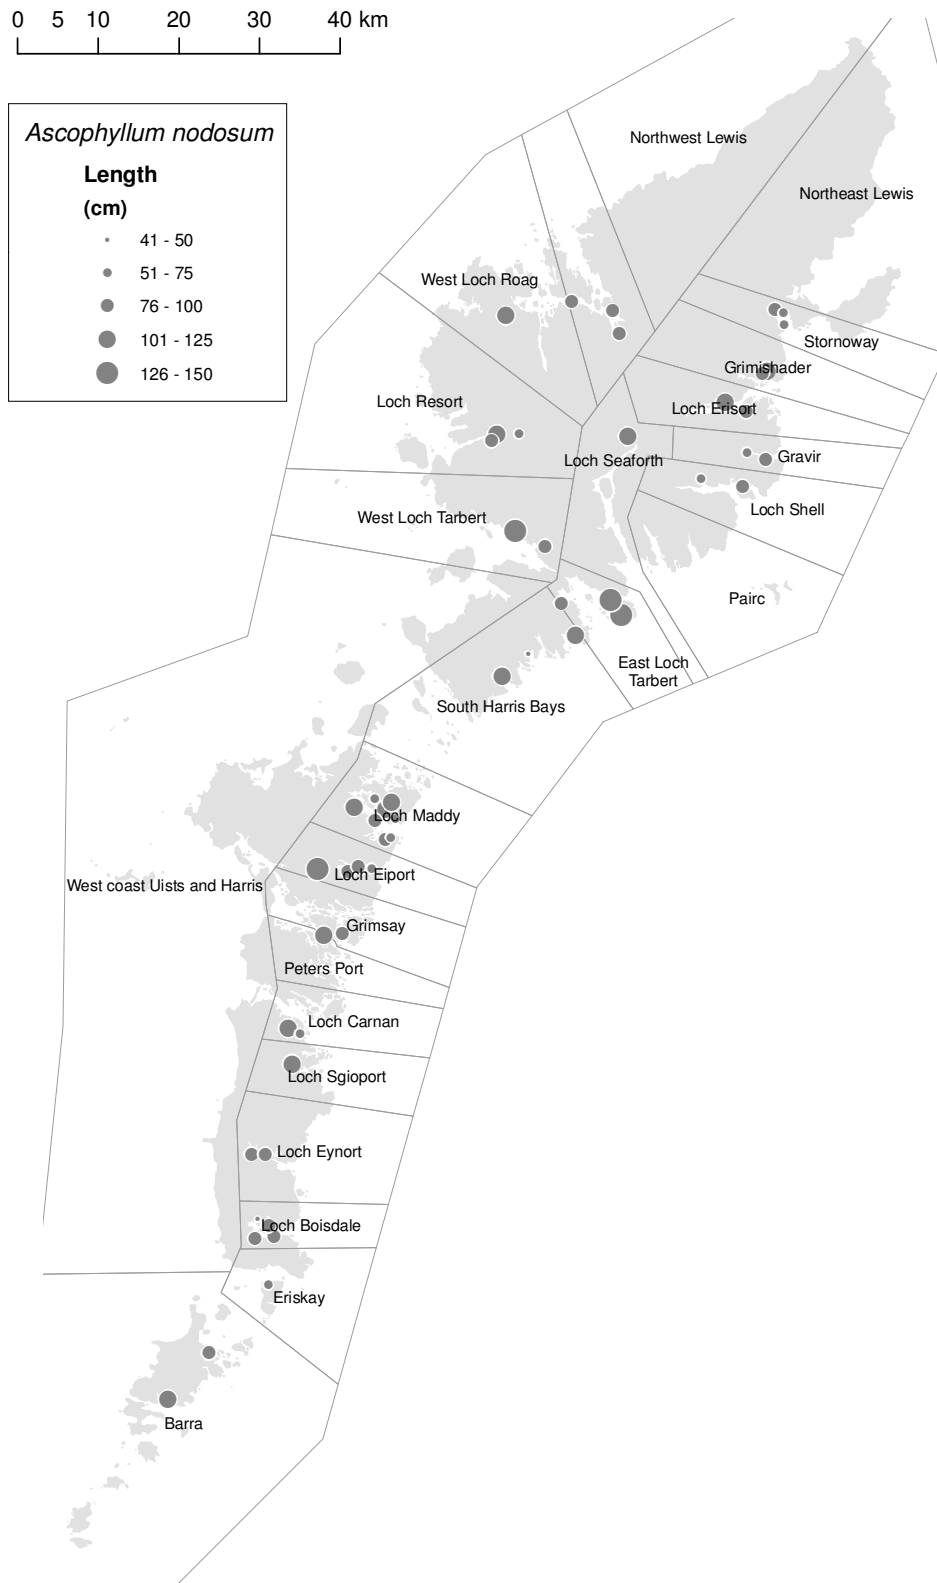 0 5 10 20 30 40 km
Ascophyllum nodosum
Length
(cm)
41 - 50
51 - 75
76 - 100
101 - 125
126 - 150
Northwest Lewis
Northeast Lewis
West Loch Roag
Stornoway
Grimishader
Loch Resort
Loch Erisort
Loch Seaforth
Gravir
Loch Shell
West Loch Tarbert
Pairc
East Loch
Tarbert
South Harris Bays
Loch Maddy
Loch Eiport
West coast Uists and Harris
Grimsay
Peters Port
Loch Carnan
Loch Sgioport
Loch Eynort
Loch Boisdale
Eriskay
Barra